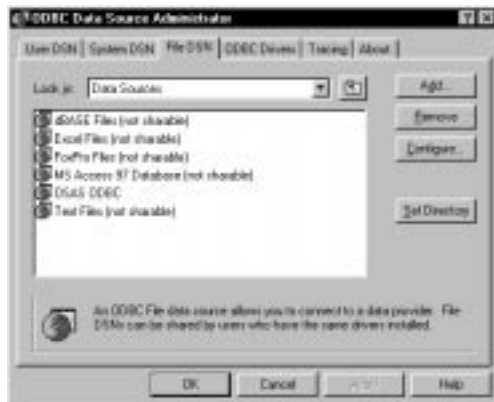 ODBC Data Source Administrator
User DSN System DSN File DSN ODBC Drivers Tracing About
Look in: Data Sources
Add...
dBASE Files (not sharable)
Remove
Excel Files (not sharable)
FoxPro Files (not sharable)
Configure...
MS Access 97 Database (not sharable)
ODBC
Text Files (not sharable)
Set Directory
An ODBC File data source allows you to connect to a data provider. File
DSNs can be shared by users who have the same drivers installed.
OK Cancel Apply Help